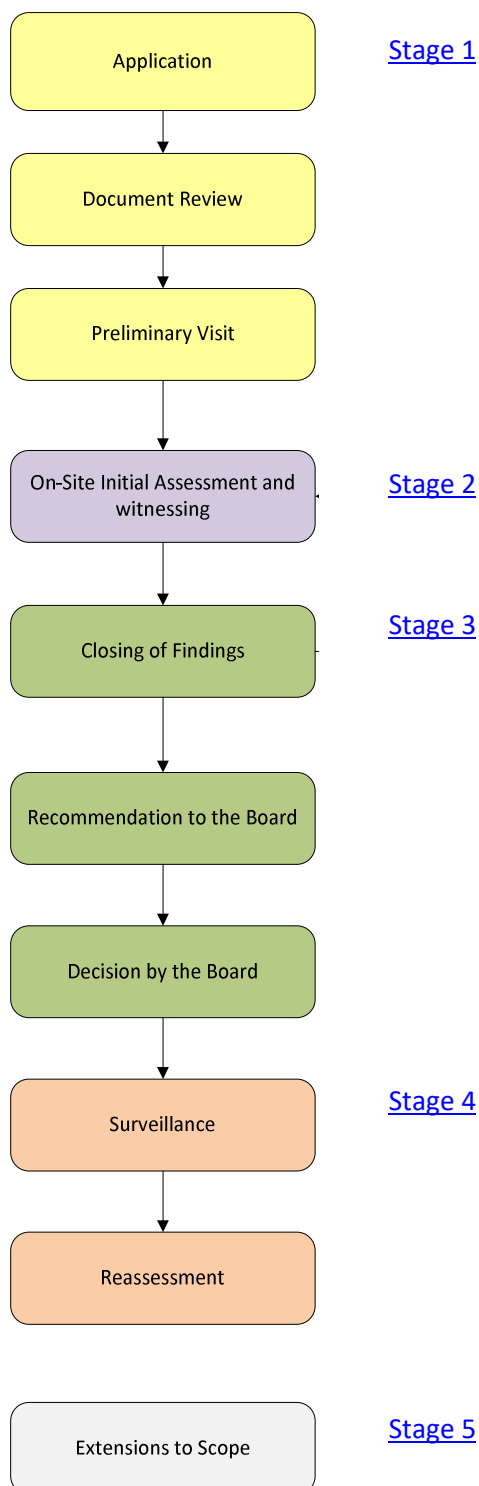 Application
Stage 1
Document Review
Preliminary Visit
On-Site Initial Assessment and
witnessing
Stage 2
Closing of Findings
Stage 3
Recommendation to the Board
Decision by the Board
Surveillance
Stage 4
Reassessment
Extensions to Scope
Stage 5